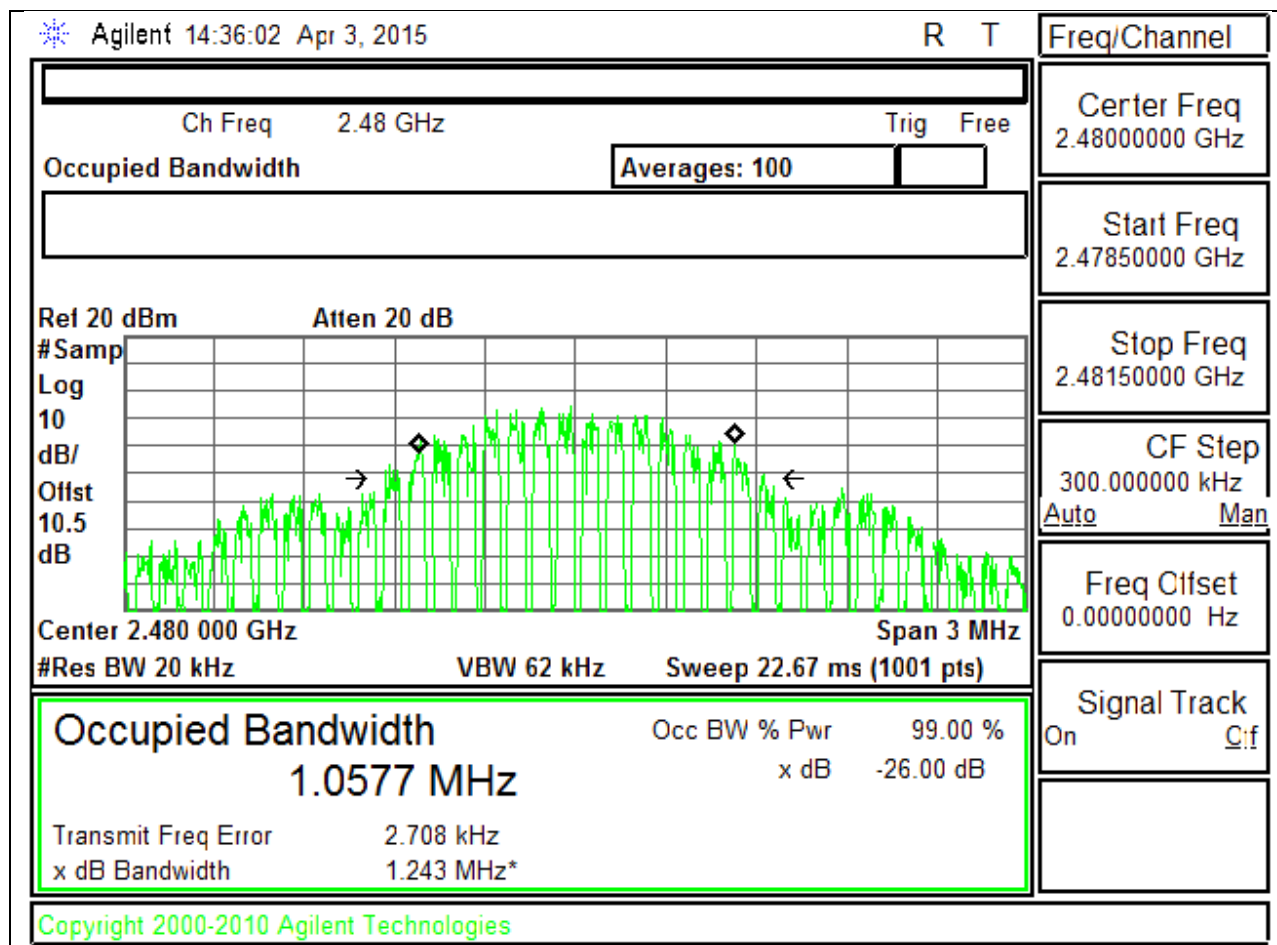 Agilent 14:36:02 Apr 3, 2015 R T
Freq/Channel
Ch Freq 2.48 GHz Trig Free
Occupied Bandwidth Averages: 100
Center Freq
2.48000000 GHz
Start Freq
2.47850000 GHz
Stop Freq
2.48150000 GHz
CF Step
300.000000 kHz
Auto Man
Freq Offset
0.00000000 Hz
Signal Track
On Off
Ref 20 dBm Atten 20 dB
#Samp
Log
10
dB/
Offst
10.5
dB
Center 2.480 000 GHz Span 3 MHz
#Res BW 20 kHz VBW 62 kHz Sweep 22.67 ms (1001 pts)
Occupied Bandwidth Occ BW % Pwr 99.00 %
1.0577 MHz x dB -26.00 dB
Transmit Freq Error 2.708 kHz
x dB Bandwidth 1.243 MHz*
Copyright 2000-2010 Agilent Technologies